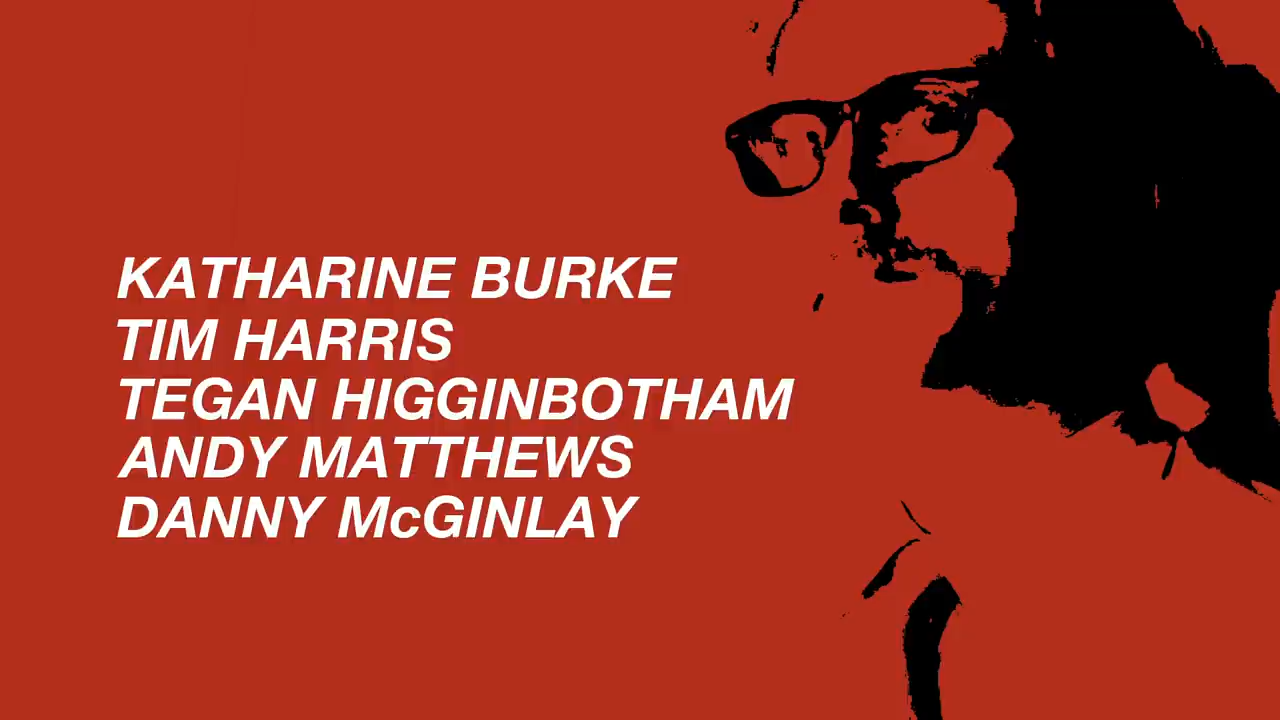 KATHARINE BURKE
TIM HARRIS
TEGAN HIGGINBOTHAM
ANDY MATTHEWS
DANNY McGINLAY